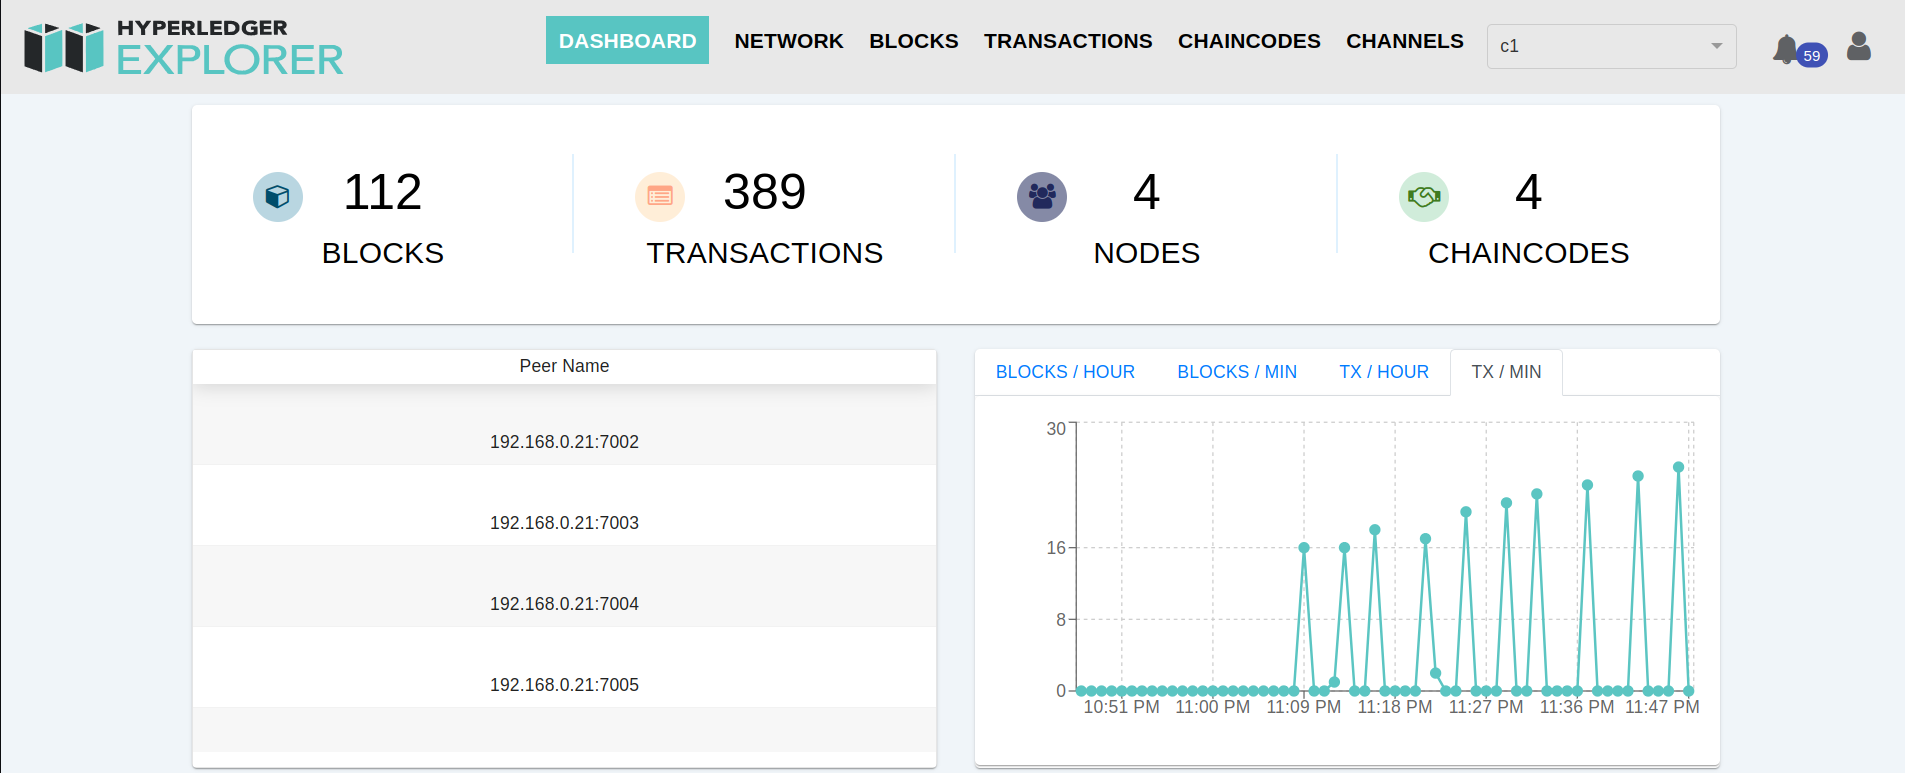 HYPERLEDGER
EXPLORER
DASHBOARD NETWORK BLOCKS TRANSACTIONS CHAINCODES CHANNELS c1 59
112 389 4 4
BLOCKS TRANSACTIONS NODES CHAINCODES
Peer Name
192.168.0.21:7002
192.168.0.21:7003
192.168.0.21:7004
192.168.0.21:7005
BLOCKS / HOUR BLOCKS / MIN TX / HOUR TX / MIN
30
16
8
0
10:51 PM 11:00 PM 11:09 PM 11:18 PM 11:27 PM 11:36 PM 11:47 PM